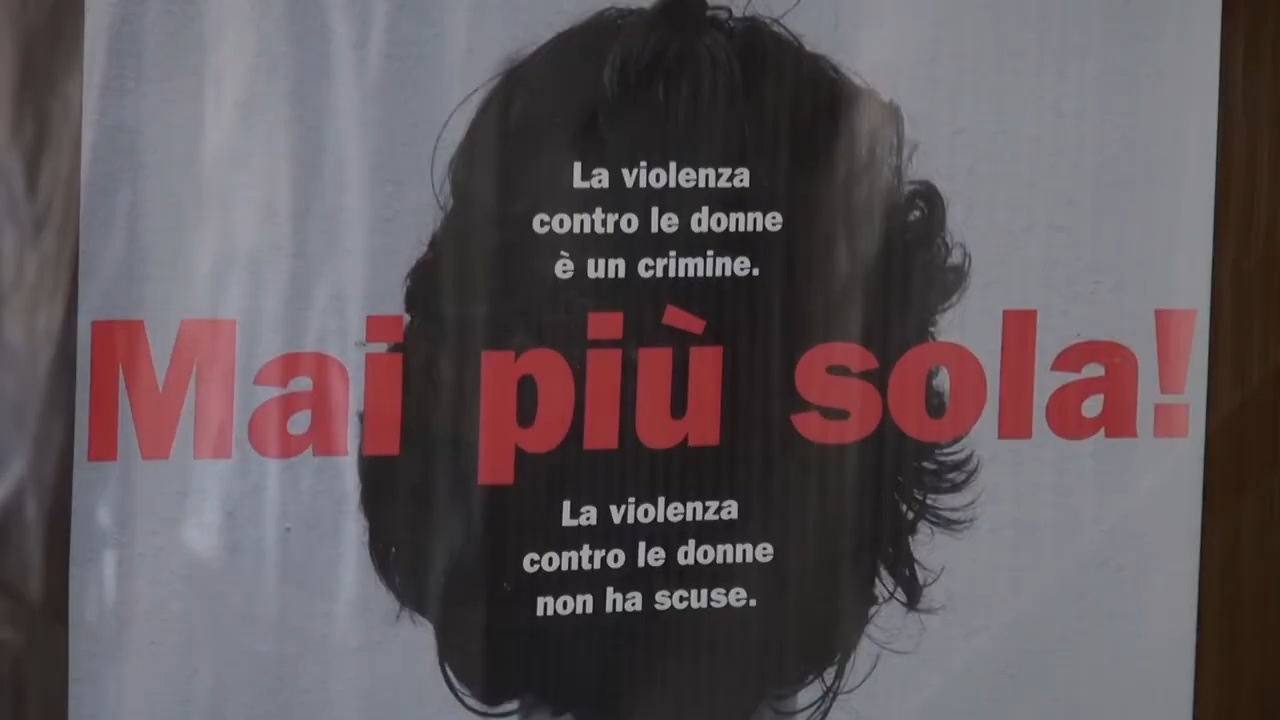 La violenza
contro le donne
è un crimine.
Mai più sola!
La violenza
contro le donne
non ha scuse.